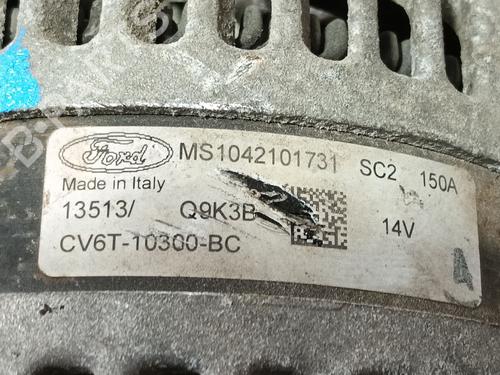 Ford MS1042101731 SC2 150A
Made in Italy
13513/ Q9K3B 14V
CV6T-10300-BC
A